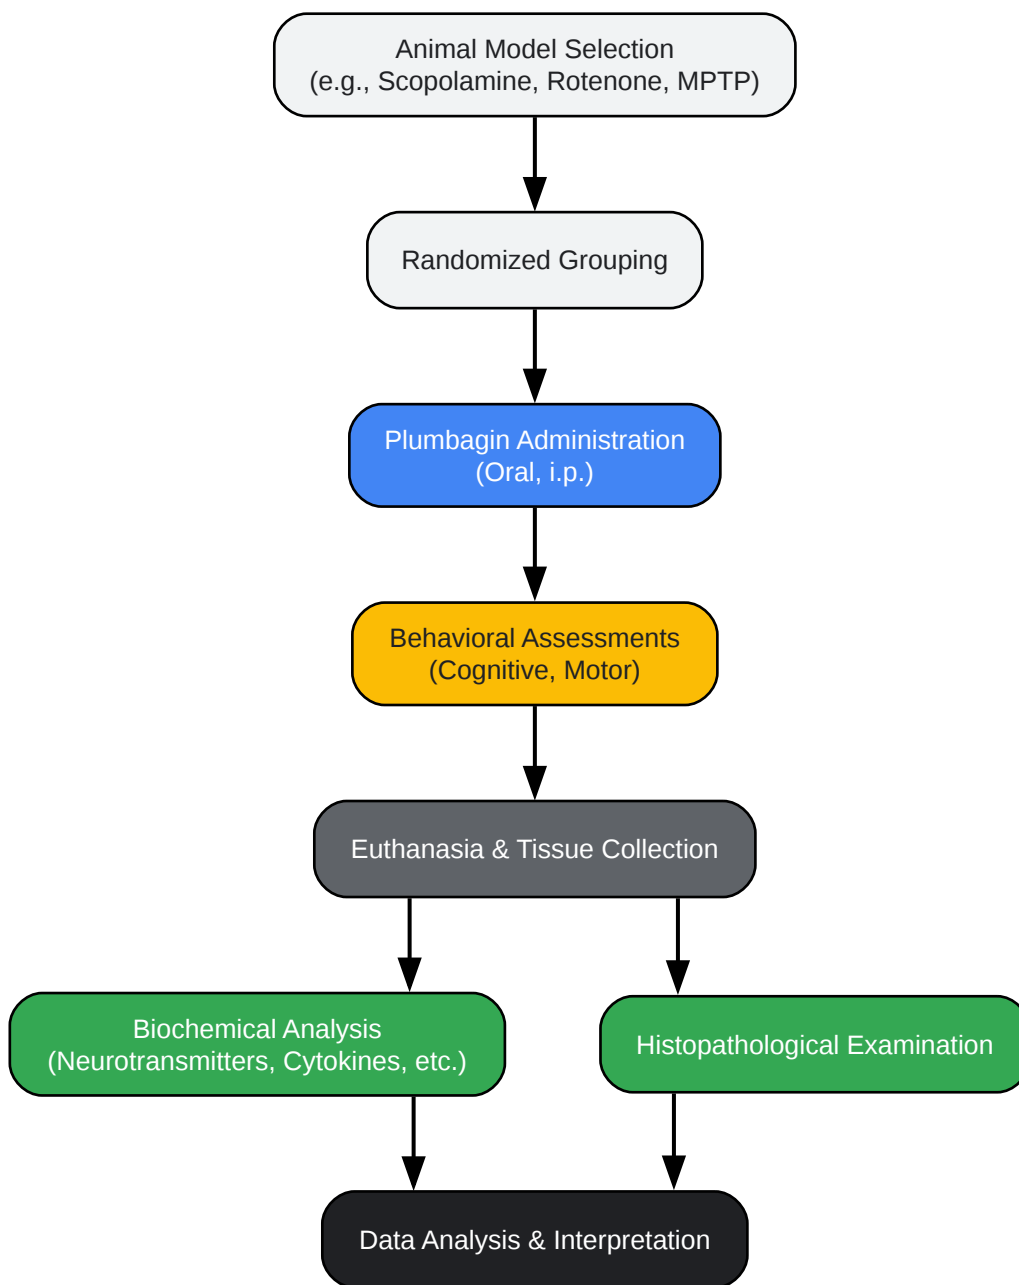 Animal Model Selection
(e.g., Scopolamine, Rotenone, MPTP)
Randomized Grouping
Plumbagin Administration
(Oral, i.p.)
Behavioral Assessments
(Cognitive, Motor)
Euthanasia & Tissue Collection
Biochemical Analysis
(Neurotransmitters, Cytokines, etc.)
Histopathological Examination
Data Analysis & Interpretation